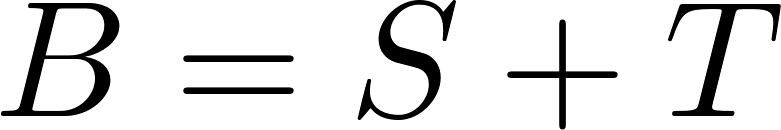 B = S + T